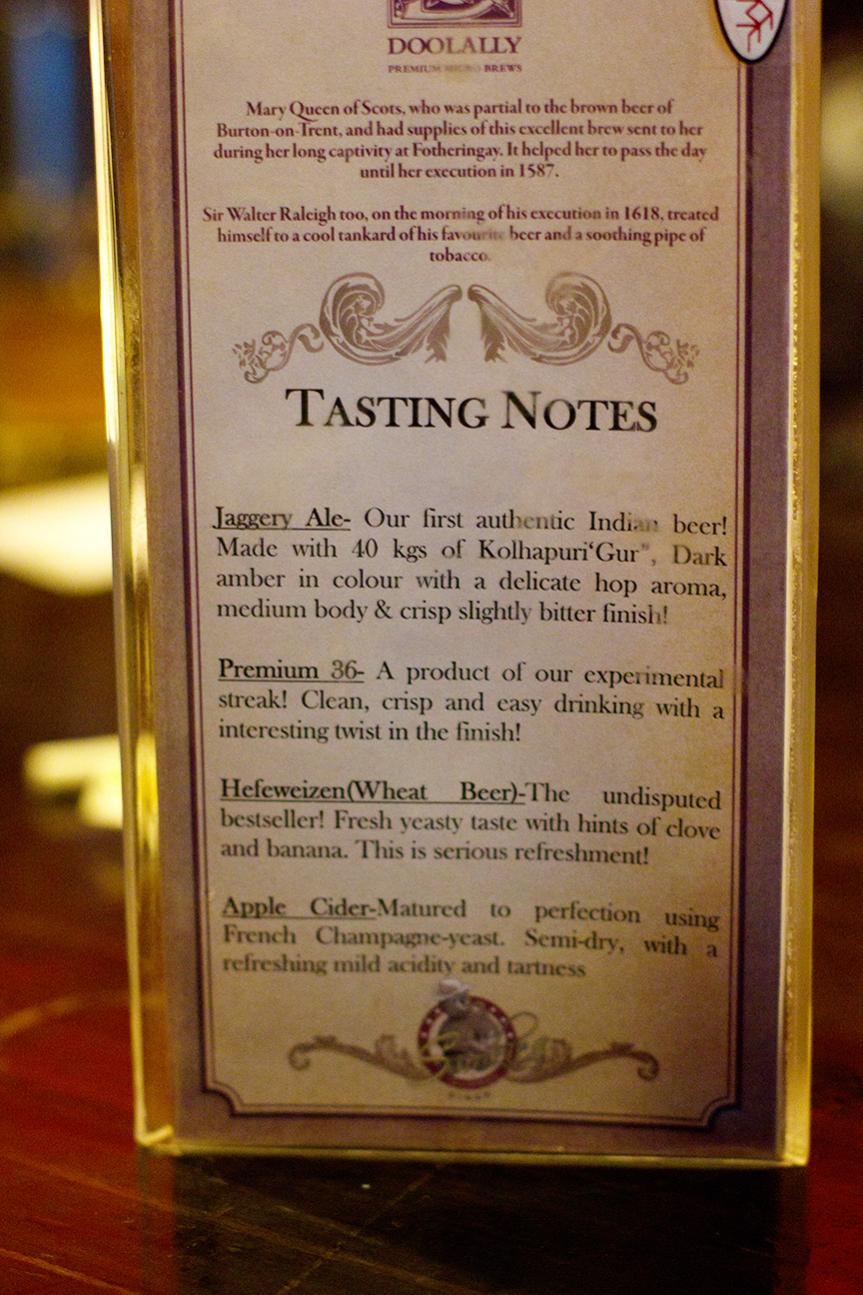 DOOLALLY
PREMIUM MICRO BREWS
Mary Queen of Scots, who was partial to the brown beer of
Burton-on-Trent, and had supplies of this excellent brew sent to her
during her long captivity at Fotheringay. It helped her to pass the day
until her execution in 1587.
Sir Walter Raleigh too, on the morning of his execution in 1618, treated
himself to a cool tankard of his favourite beer and a soothing pipe of
tobacco.
TASTING NOTES
Jaggery Ale- Our first authentic Indian beer!
Made with 40 kgs of Kolhapuri‘Gur”, Dark
amber in colour with a delicate hop aroma,
medium body & crisp slightly bitter finish!
Premium 36- A product of our experimental
streak! Clean, crisp and easy drinking with a
interesting twist in the finish!
Hefeweizen(Wheat Beer)-The undisputed
bestseller! Fresh yeasty taste with hints of clove
and banana. This is serious refreshment!
Apple Cider-Matured to perfection using
French Champagne-yeast. Semi-dry, with a
refreshing mild acidity and tartness